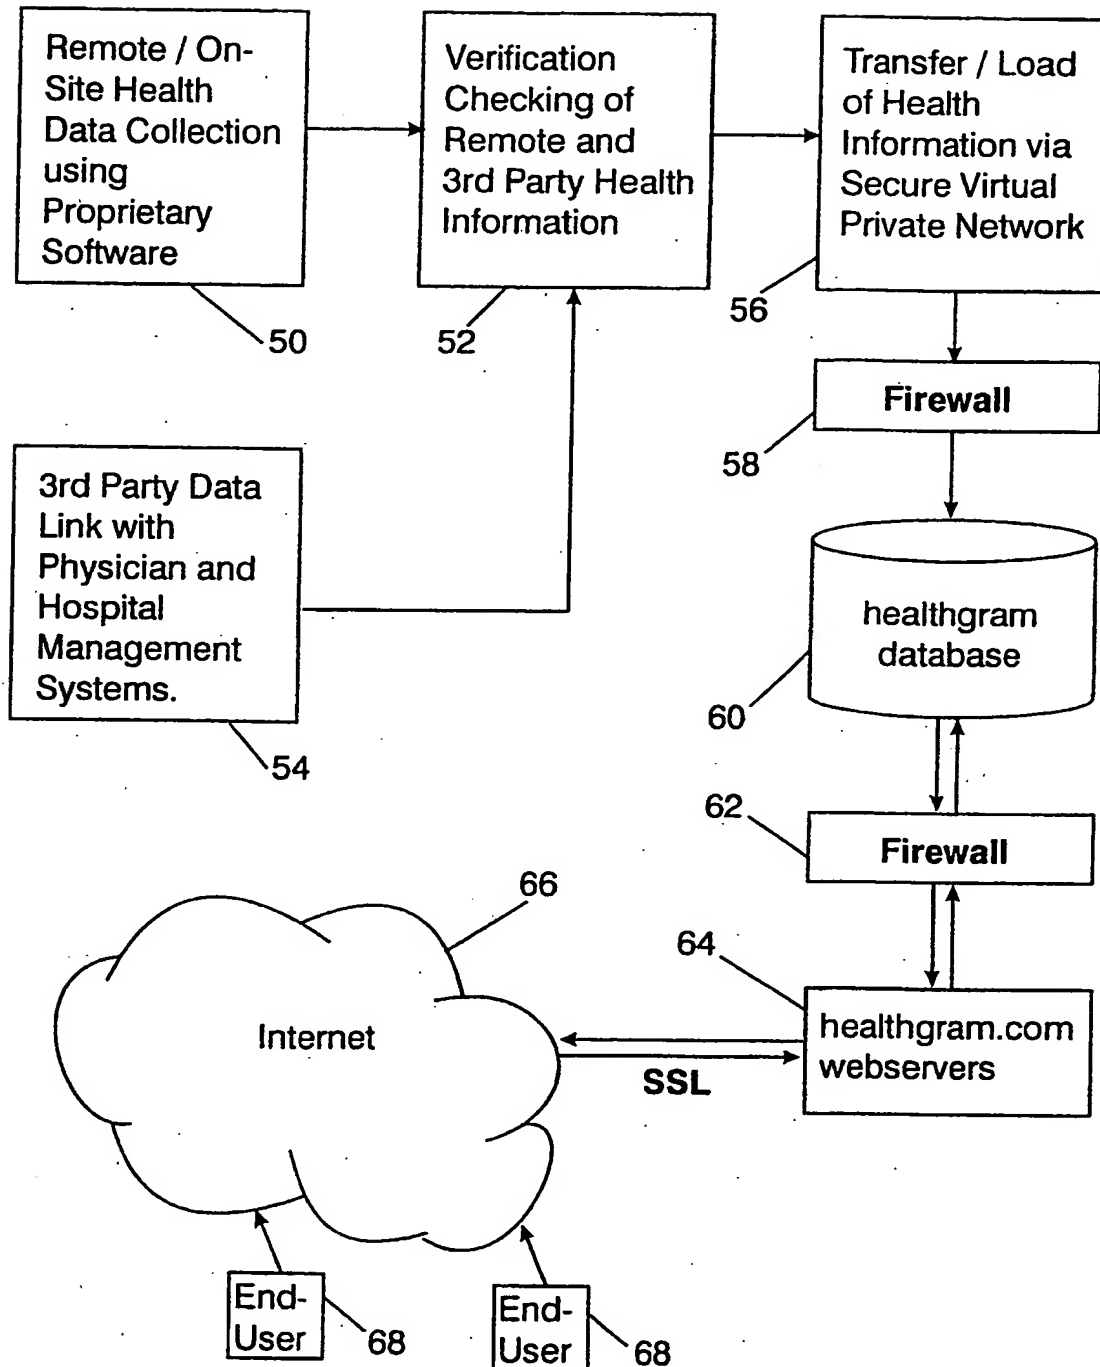 Remote / On-
Site Health
Data Collection
using
Proprietary
Software
50
Verification
Checking of
Remote and
3rd Party Health
Information
52
Transfer / Load
of Health
Information via
Secure Virtual
Private Network
56
Firewall
58
3rd Party Data
Link with
Physician and
Hospital
Management
Systems.
54
healthgram
database
60
62
Firewall
66
64
Internet
healthgram.com
webservers
SSL
End-
User
68
End-
User
68